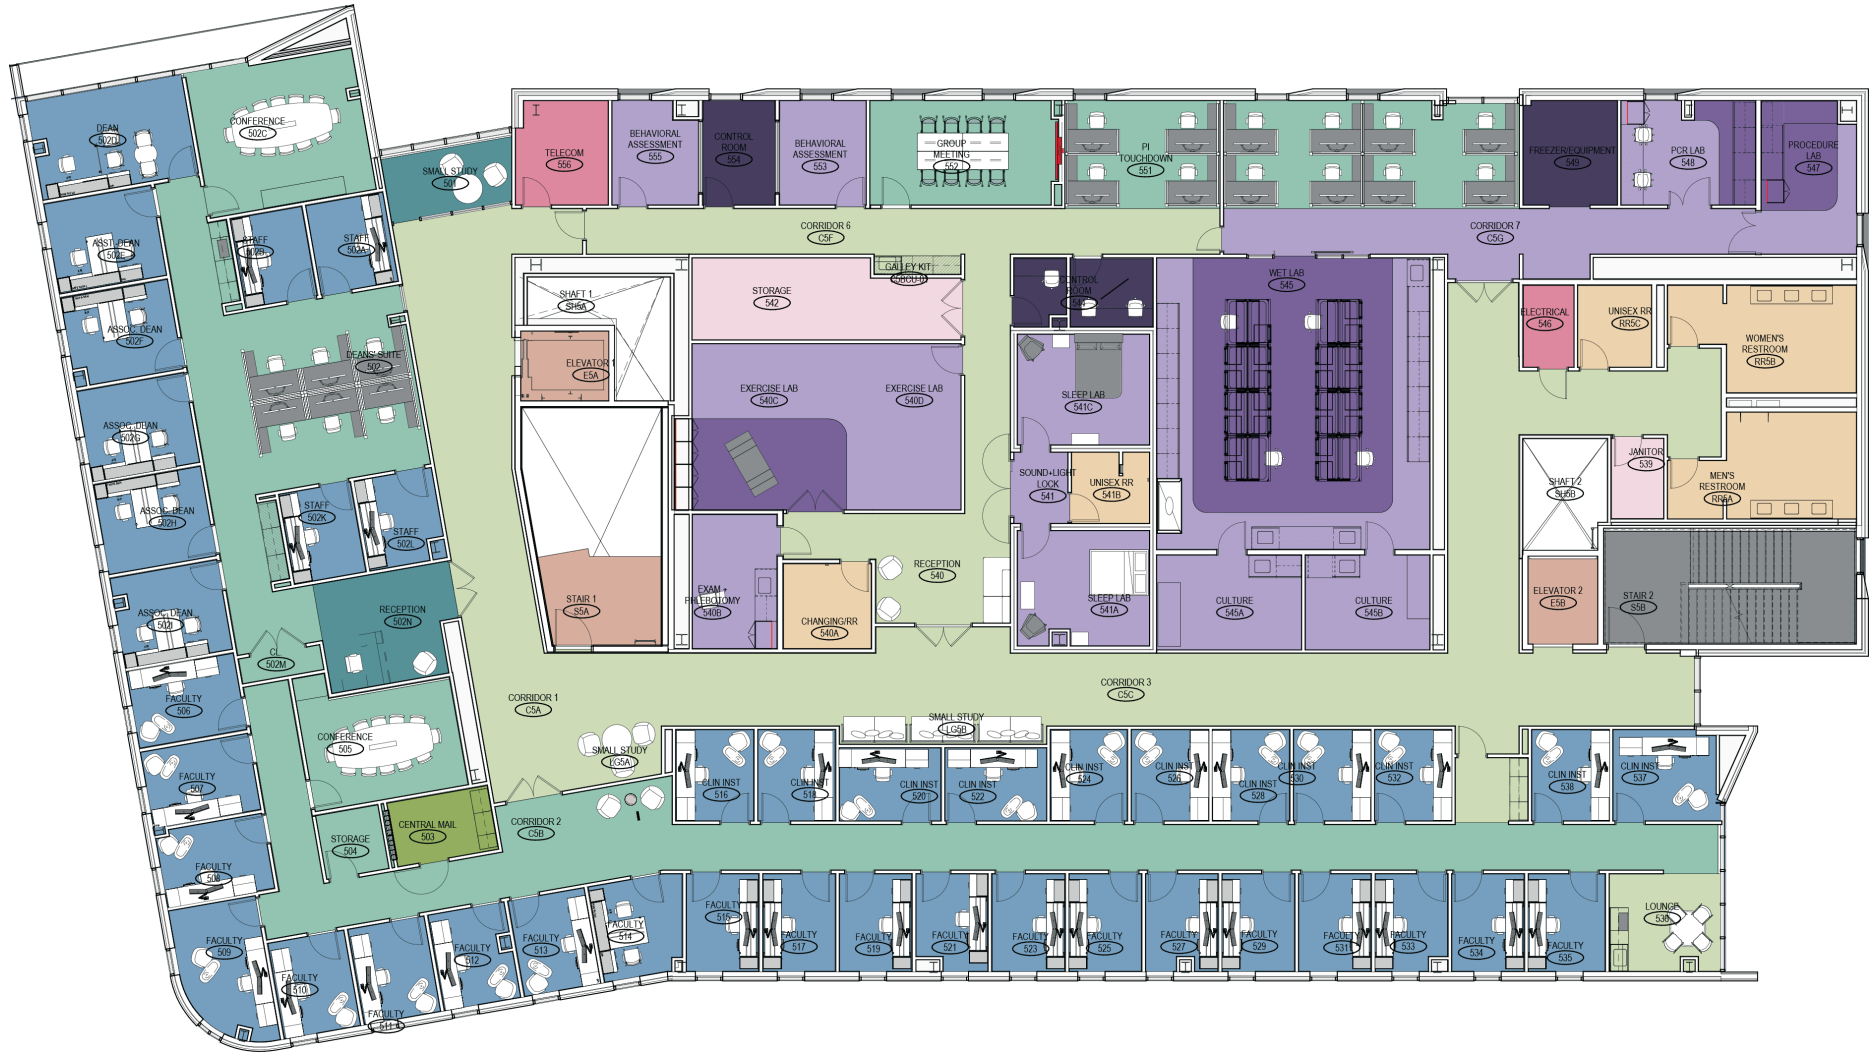 DEAN
502D
CONFERENCE
502C
SMALL STUDY
501
TELECOM
556
BEHAVIORAL
ASSESSMENT
555
CONTROL
ROOM
554
BEHAVIORAL
ASSESSMENT
553
GROUP
MEETING
552
PI
TOUCHDOWN
551
FREEZER/EQUIPMENT
549
PCR LAB
548
PROCEDURE
LAB
547
ASST. DEAN
502E
STAFF
502B
STAFF
502A
CORRIDOR 6
C5F
CORRIDOR 7
C5G
ASSOC. DEAN
502F
DEANS' SUITE
502
SHAFT 1
SH5A
STORAGE
542
GALLEY KIT.
CONTROL
ROOM
544
WET LAB
545
ELECTRICAL
546
UNISEX RR
RR5C
WOMEN'S
RESTROOM
RR5B
ELEVATOR 1
E5A
EXERCISE LAB
540C
EXERCISE LAB
540D
SLEEP LAB
541C
ASSOC. DEAN
502G
ASSOC. DEAN
502H
STAFF
502K
STAFF
502L
SOUND+LIGHT
LOCK
541
UNISEX RR
541B
SHAFT 2
SH5B
JANITOR
539
MEN'S
RESTROOM
RR5A
ASSOC. DEAN
502I
RECEPTION
502N
STAIR 1
S5A
EXAM +
PHLEBOTOMY
540B
CHANGING/RR
540A
RECEPTION
540
SLEEP LAB
541A
CULTURE
545A
CULTURE
545B
ELEVATOR 2
E5B
STAIR 2
S5B
502M
FACULTY
506
CORRIDOR 1
C5A
CORRIDOR 3
C5C
CONFERENCE
505
SMALL STUDY
LG5A
SMALL STUDY
LG5B
FACULTY
507
CLIN INST
516
CLIN INST
518
CLIN INST
520
CLIN INST
522
CLIN INST
524
CLIN INST
526
CLIN INST
528
CLIN INST
530
CLIN INST
532
CLIN INST
538
CLIN INST
537
STORAGE
504
CENTRAL MAIL
503
CORRIDOR 2
C5B
FACULTY
508
FACULTY
509
FACULTY
510
FACULTY
511
FACULTY
512
FACULTY
513
FACULTY
514
FACULTY
515
FACULTY
517
FACULTY
519
FACULTY
521
FACULTY
523
FACULTY
525
FACULTY
527
FACULTY
529
FACULTY
531
FACULTY
533
FACULTY
534
FACULTY
535
LOUNGE
536